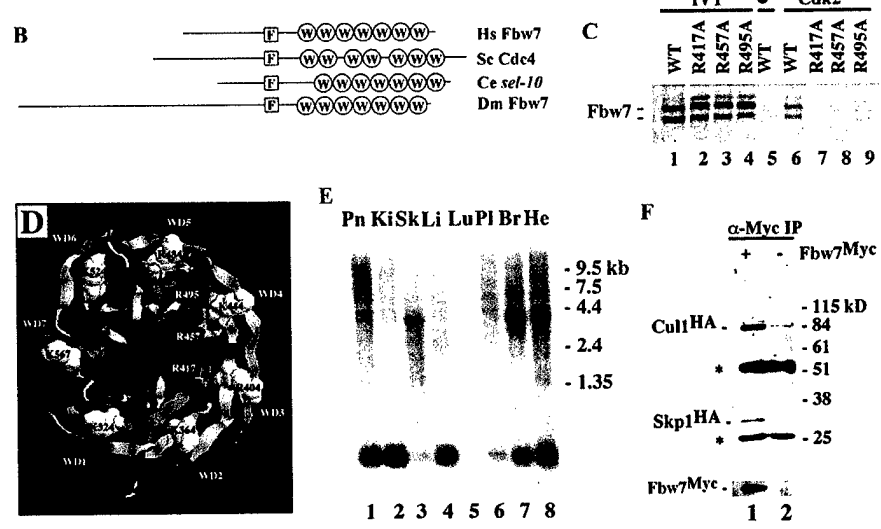 B
F W W W W W W W Hs Fbw7
F W W W W W W W Sc Cdc4
F W W W W W W W Ce sel-10
F W W W W W W W Dm Fbw7
C
IVT Cdk2
WT R417A R457A R495A WT WT R417A R457A R495A
Fbw7
1 2 3 4 5 6 7 8 9
D
WD5
WD6
WD4
R495
WD7
R457
R417
WD3
WD1
WD2
E
Pn Ki Sk Li Lu Pl Br He
- 9.5 kb
- 7.5
- 4.4
- 2.4
- 1.35
1 2 3 4 5 6 7 8
F
α-Myc IP
+ - Fbw7Myc
- 115 kD
Cul1HA - - 84
- 61
* - 51
- 38
Skp1HA -
* - 25
Fbw7Myc -
1 2